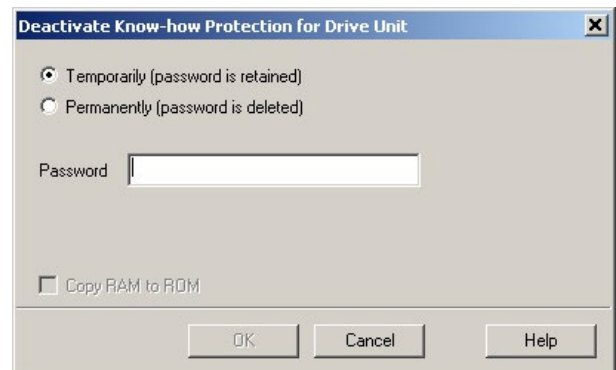 Deactivate Know-how Protection for Drive Unit
Temporarily (password is retained)
Permanently (password is deleted)
Password
Copy RAM to ROM
OK
Cancel
Help